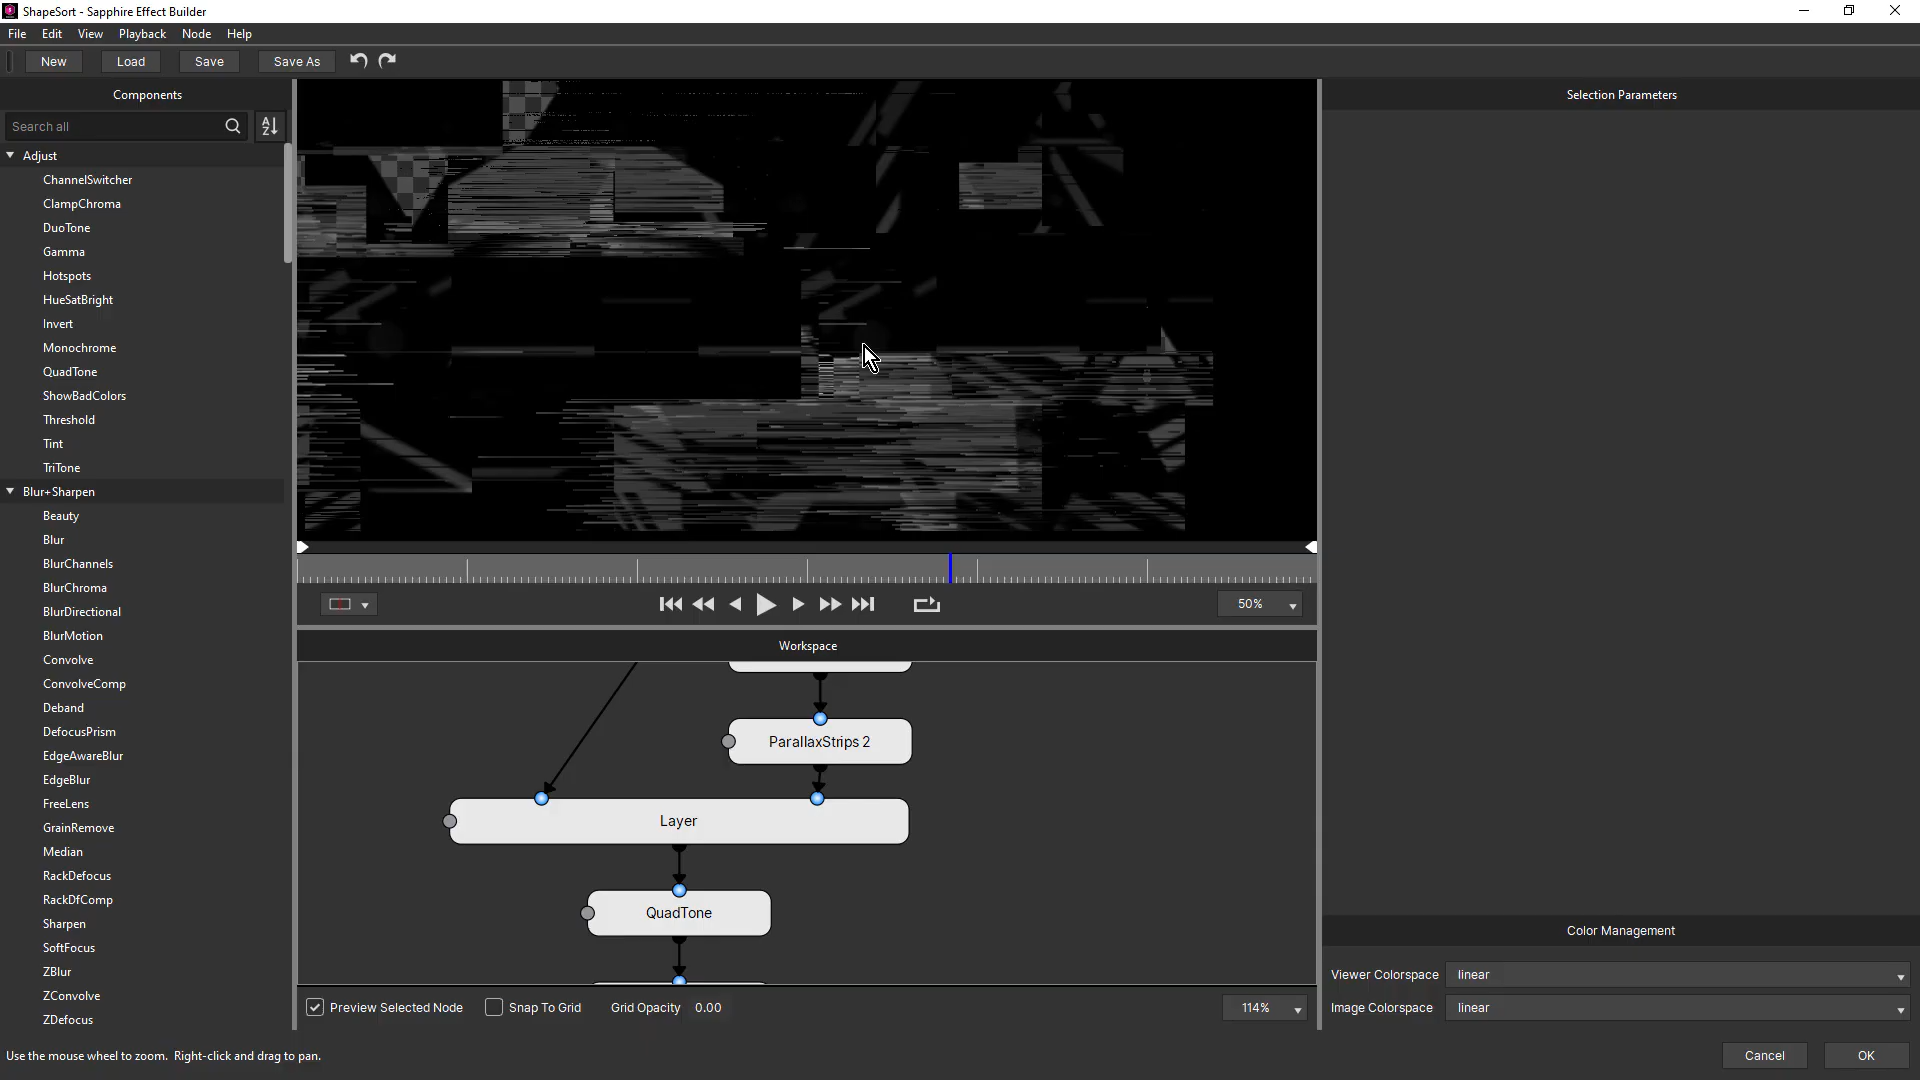 ShapeSort - Sapphire Effect Builder
File Edit View Playback Node Help
New Load Save Save As
Components
Search all
A Z
Adjust
ChannelSwitcher
ClampChroma
DuoTone
Gamma
Hotspots
HueSatBright
Invert
Monochrome
QuadTone
ShowBadColors
Threshold
Tint
TriTone
Blur+Sharpen
Beauty
Blur
BlurChannels
BlurChroma
BlurDirectional
BlurMotion
Convolve
ConvolveComp
Deband
DefocusPrism
EdgeAwareBlur
EdgeBlur
FreeLens
GrainRemove
Median
RackDefocus
RackDfComp
Sharpen
SoftFocus
ZBlur
ZConvolve
ZDefocus
50%
Workspace
ParallaxStrips 2
Layer
QuadTone
Preview Selected Node Snap To Grid Grid Opacity 0.00 114%
Selection Parameters
Color Management
Viewer Colorspace linear
Image Colorspace linear
Use the mouse wheel to zoom. Right-click and drag to pan.
Cancel OK